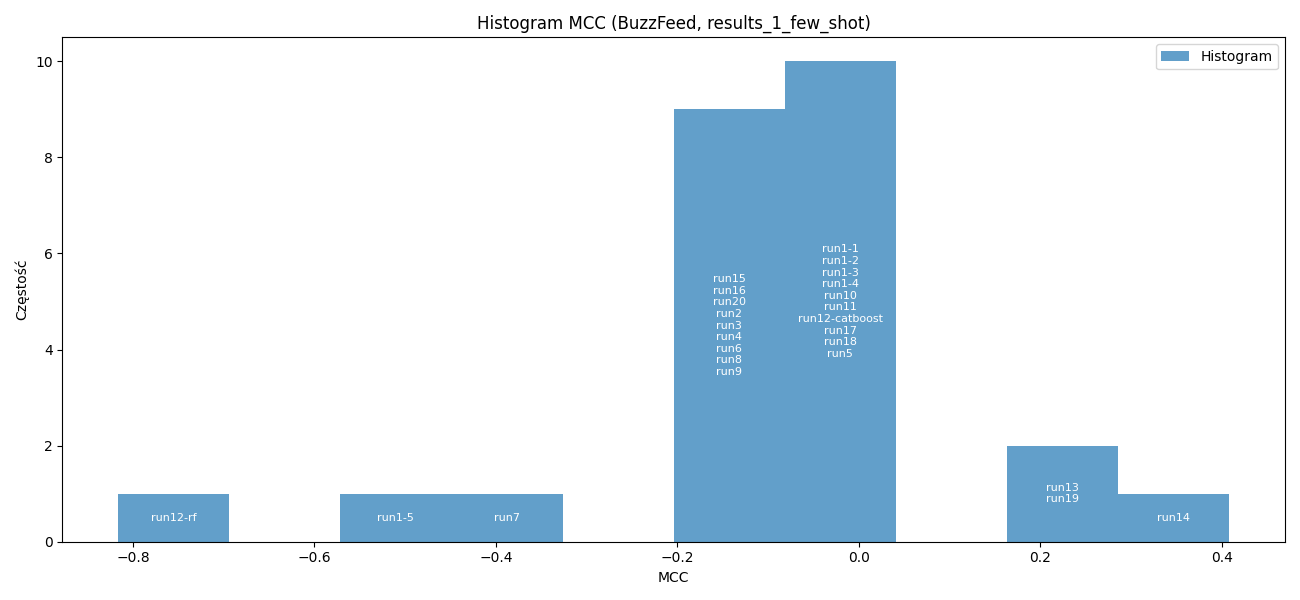 Histogram MCC (BuzzFeed, results_1_few_shot)
Histogram
Częstość
10
8
6
4
2
0
run12-rf
run1-5
run7
run15
run16
run20
run2
run3
run4
run6
run8
run9
run1-1
run1-2
run1-3
run1-4
run10
run11
run12-catboost
run17
run18
run5
run13
run19
run14
−0.8
−0.6
−0.4
−0.2
0.0
0.2
0.4
MCC